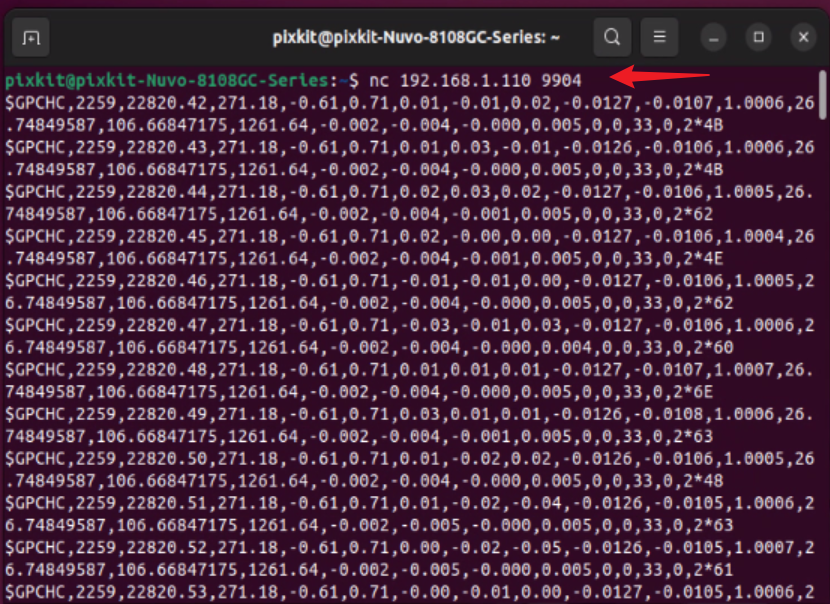 pixkit@pixkit-Nuvo-8108GC-Series: ~
pixkit@pixkit-Nuvo-8108GC-Series:~$ nc 192.168.1.110 9904
$GPCHC,2259,22820.42,271.18,-0.61,0.71,0.01,-0.01,0.02,-0.0127,-0.0107,1.0006,26
.74849587,106.66847175,1261.64,-0.002,-0.004,-0.000,0.005,0,0,33,0,2*4B
$GPCHC,2259,22820.43,271.18,-0.61,0.71,0.01,0.03,-0.01,-0.0126,-0.0106,1.0006,26
.74849587,106.66847175,1261.64,-0.002,-0.004,-0.000,0.005,0,0,33,0,2*4B
$GPCHC,2259,22820.44,271.18,-0.61,0.71,0.02,0.03,0.02,-0.0127,-0.0106,1.0005,26.
74849587,106.66847175,1261.64,-0.002,-0.004,-0.001,0.005,0,0,33,0,2*62
$GPCHC,2259,22820.45,271.18,-0.61,0.71,0.02,-0.00,0.00,-0.0127,-0.0106,1.0004,26
.74849587,106.66847175,1261.64,-0.002,-0.004,-0.001,0.005,0,0,33,0,2*4E
$GPCHC,2259,22820.46,271.18,-0.61,0.71,-0.01,-0.01,0.00,-0.0127,-0.0106,1.0005,2
6.74849587,106.66847175,1261.64,-0.002,-0.004,-0.000,0.005,0,0,33,0,2*62
$GPCHC,2259,22820.47,271.18,-0.61,0.71,-0.03,-0.01,0.03,-0.0127,-0.0106,1.0006,2
6.74849587,106.66847175,1261.64,-0.002,-0.004,-0.000,0.004,0,0,33,0,2*60
$GPCHC,2259,22820.48,271.18,-0.61,0.71,0.01,0.01,0.01,-0.0127,-0.0107,1.0007,26.
74849587,106.66847175,1261.64,-0.002,-0.004,-0.000,0.005,0,0,33,0,2*6E
$GPCHC,2259,22820.49,271.18,-0.61,0.71,0.03,0.01,0.01,-0.0126,-0.0108,1.0006,26.
74849587,106.66847175,1261.64,-0.002,-0.004,-0.001,0.005,0,0,33,0,2*63
$GPCHC,2259,22820.50,271.18,-0.61,0.71,0.01,-0.02,0.02,-0.0126,-0.0106,1.0005,26
.74849587,106.66847175,1261.64,-0.002,-0.004,-0.000,0.005,0,0,33,0,2*48
$GPCHC,2259,22820.51,271.18,-0.61,0.71,0.01,-0.02,-0.04,-0.0126,-0.0105,1.0006,2
6.74849587,106.66847175,1261.64,-0.002,-0.005,-0.000,0.005,0,0,33,0,2*63
$GPCHC,2259,22820.52,271.18,-0.61,0.71,0.00,-0.02,-0.05,-0.0126,-0.0105,1.0007,2
6.74849587,106.66847175,1261.64,-0.002,-0.005,-0.000,0.005,0,0,33,0,2*61
$GPCHC,2259,22820.53,271.18,-0.61,0.71,-0.00,-0.01,0.00,-0.0127,-0.0105,1.0006,2